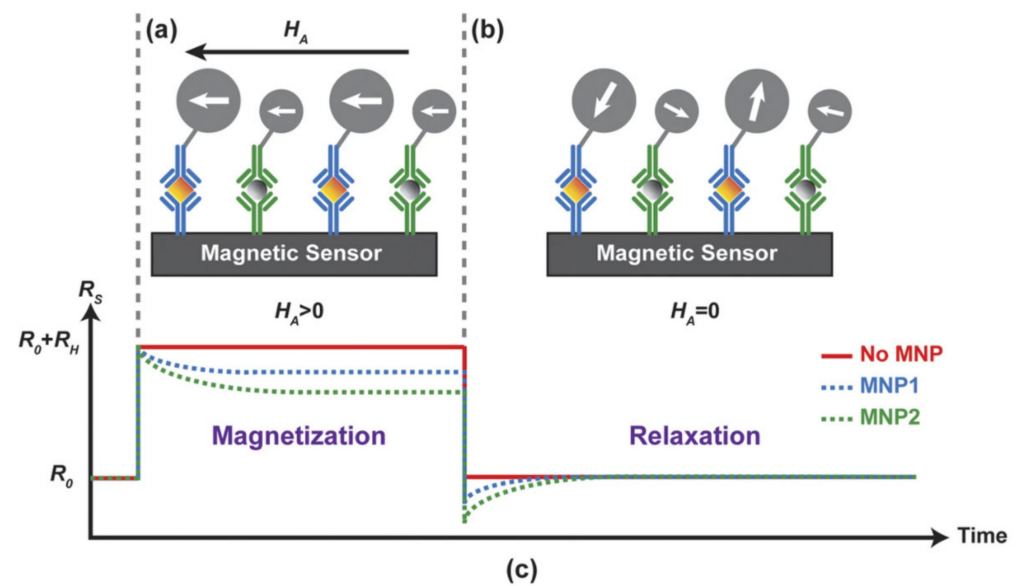 (a)
H_A
(b)
Magnetic Sensor
Magnetic Sensor
H_A>0
H_A=0
R_S
R_0+R_H
R_0
No MNP
MNP1
MNP2
Magnetization
Relaxation
Time
(c)